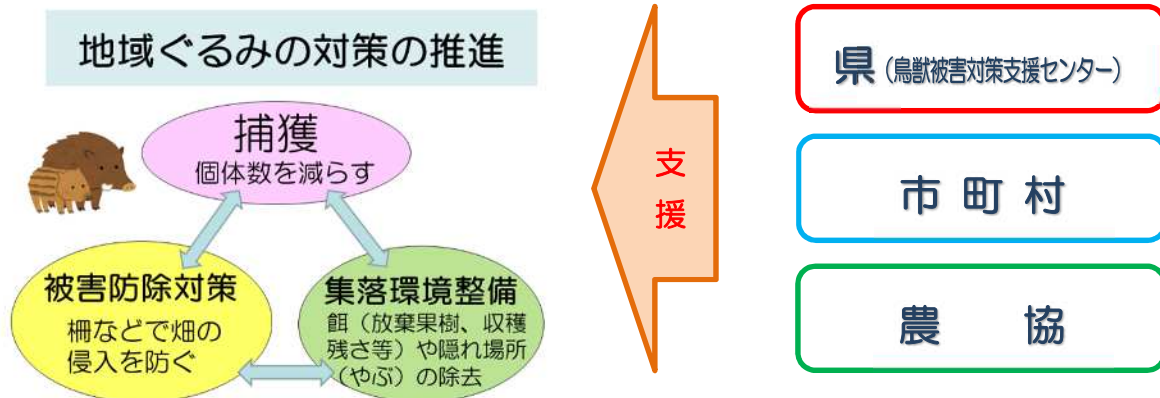 地域ぐるみの対策の推進
捕獲
個体数を減らす
被害防除対策
柵などで畑の
侵入を防ぐ
集落環境整備
餌（放棄果樹、収穫
残さ等）や隠れ場所
（やぶ）の除去
支
援
県（鳥獣被害対策支援センター）
市町村
農協